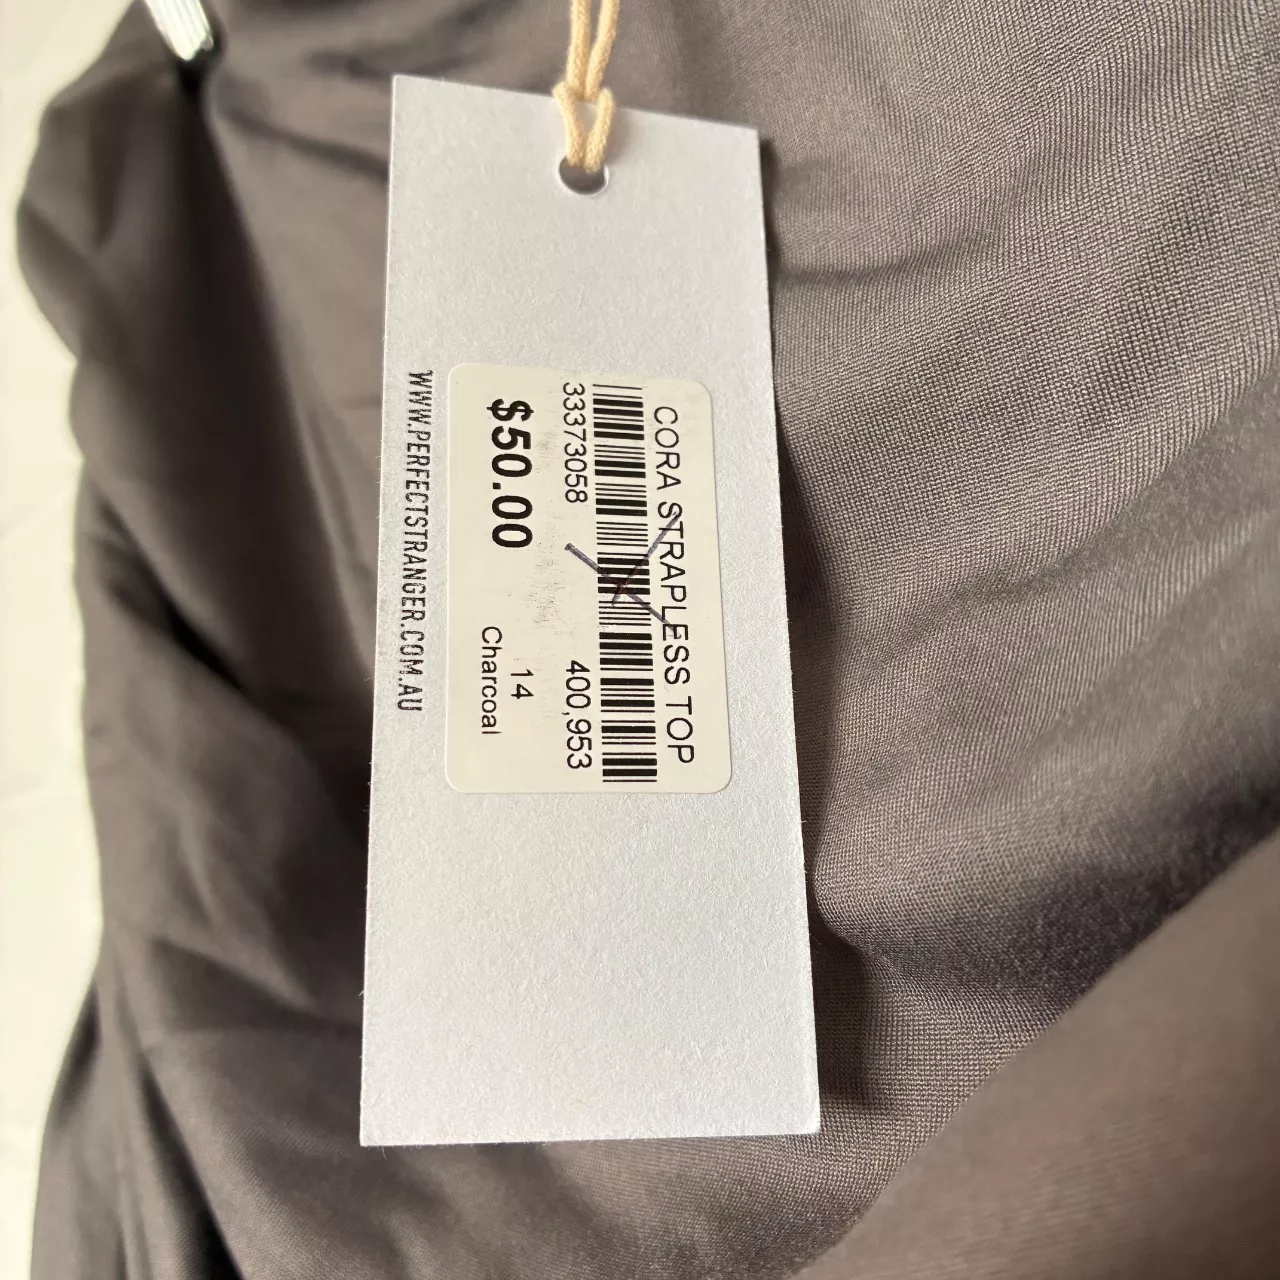 CORA STRAPLESS TOP
33373058 400,953
$50.00 14
Charcoal
WWW.PERFECTSTRANGER.COM.AU